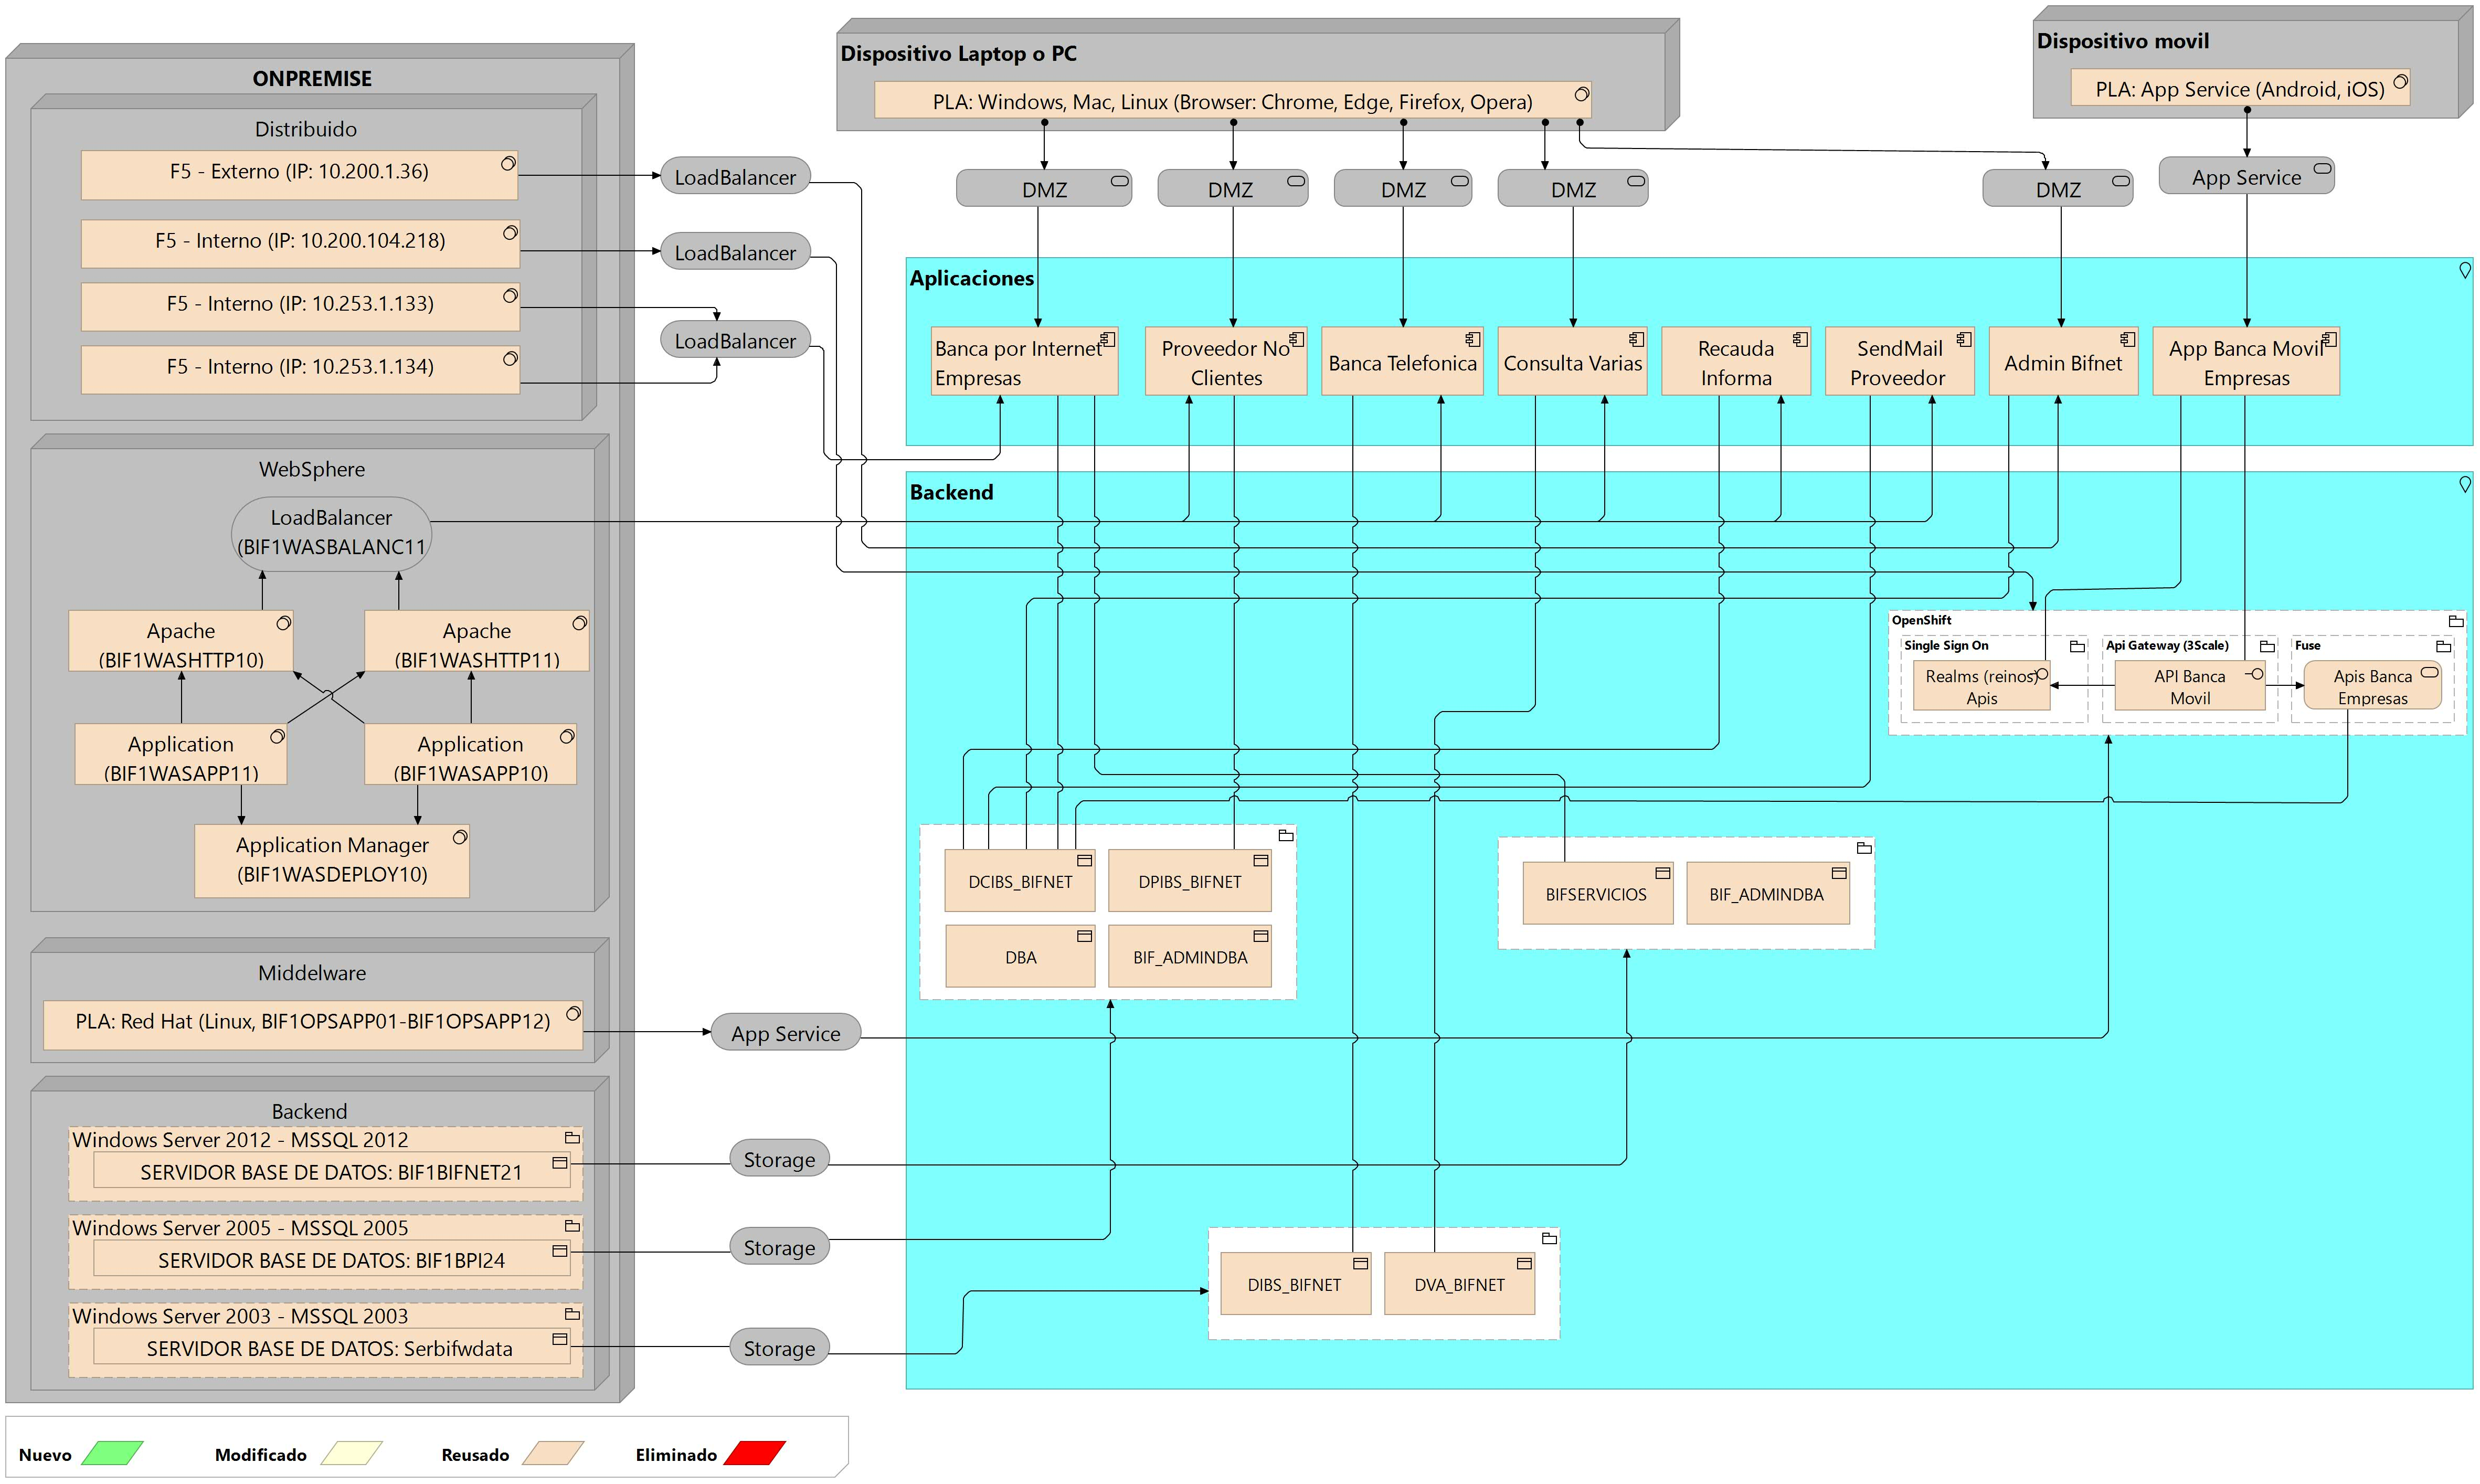 ONPREMISE
Distribuido
F5 - Externo (IP: 10.200.1.36)
F5 - Interno (IP: 10.200.104.218)
F5 - Interno (IP: 10.253.1.133)
F5 - Interno (IP: 10.253.1.134)
WebSphere
LoadBalancer
(BIF1WASBALANC11
Apache
(BIF1WASHTTP10)
Apache
(BIF1WASHTTP11)
Application
(BIF1WASAPP11)
Application
(BIF1WASAPP10)
Application Manager
(BIF1WASDEPLOY10)
Middelware
PLA: Red Hat (Linux, BIF1OPSAPP01-BIF1OPSAPP12)
Backend
Windows Server 2012 - MSSQL 2012
SERVIDOR BASE DE DATOS: BIF1BIFNET21
Windows Server 2005 - MSSQL 2005
SERVIDOR BASE DE DATOS: BIF1BPI24
Windows Server 2003 - MSSQL 2003
SERVIDOR BASE DE DATOS: Serbifwdata
LoadBalancer
LoadBalancer
LoadBalancer
App Service
Storage
Storage
Storage
Dispositivo Laptop o PC
PLA: Windows, Mac, Linux (Browser: Chrome, Edge, Firefox, Opera)
Dispositivo movil
PLA: App Service (Android, iOS)
DMZ
DMZ
DMZ
DMZ
DMZ
App Service
Aplicaciones
Banca por Internet
Empresas
Proveedor No
Clientes
Banca Telefonica
Consulta Varias
Recauda
Informa
SendMail
Proveedor
Admin Bifnet
App Banca Movil
Empresas
Backend
OpenShift
Single Sign On
Realms (reinos)
Apis
Api Gateway (3Scale)
API Banca
Movil
Fuse
Apis Banca
Empresas
DCIBS_BIFNET
DPIBS_BIFNET
DBA
BIF_ADMINDBA
BIFSERVICIOS
BIF_ADMINDBA
DIBS_BIFNET
DVA_BIFNET
Nuevo
Modificado
Reusado
Eliminado